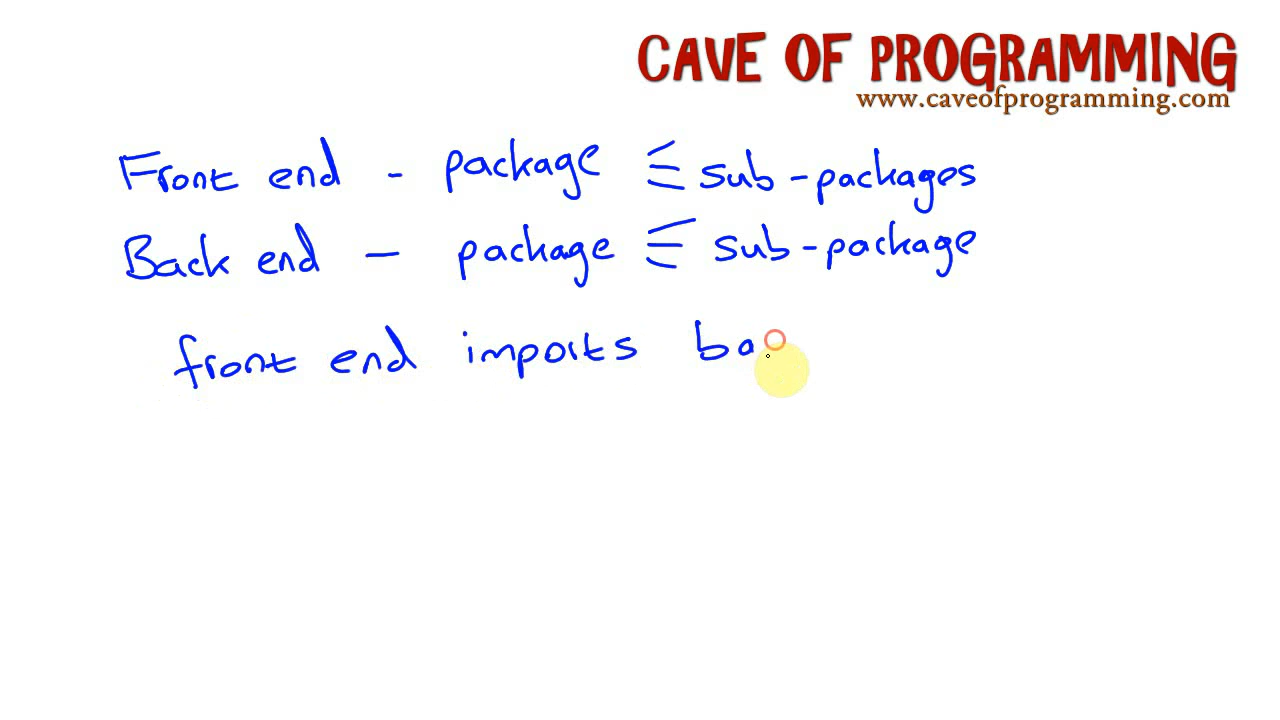 CAVE OF PROGRAMMING
www.caveofprogramming.com
Front end - package sub-packages
Back end - package sub-package
front end imports ba